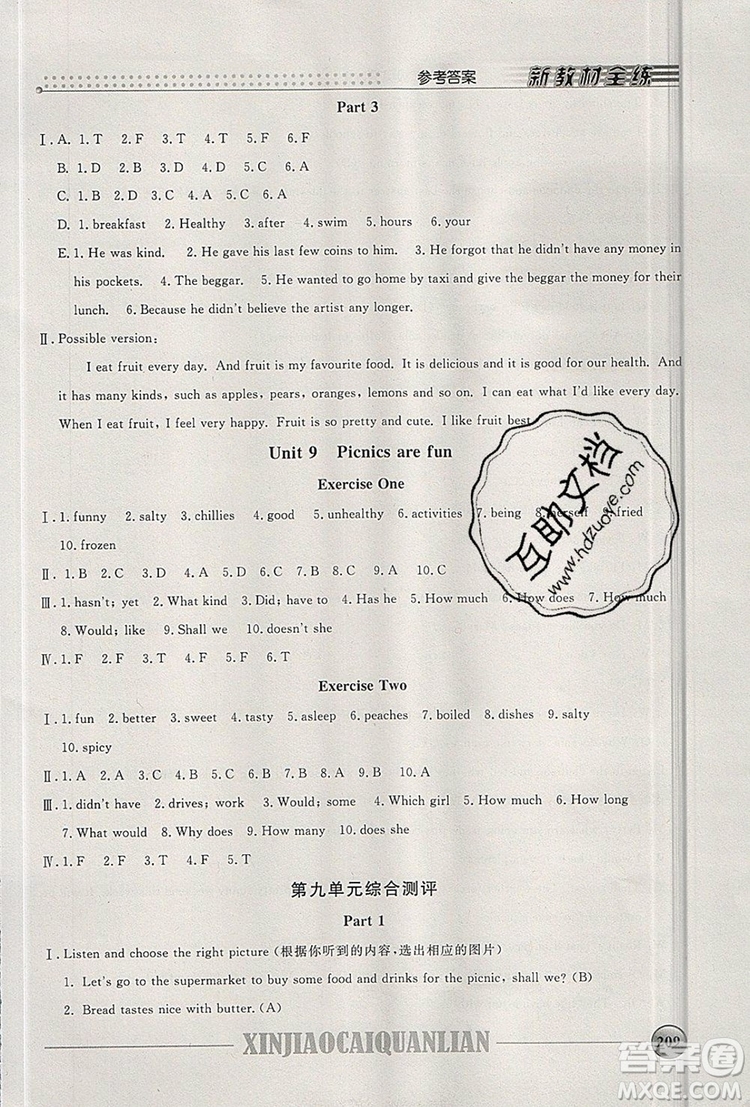 参考答案 新教材全练
Part 3
Ⅰ. A. 1. T 2. F 3. T 4. F 5. T 6. F
B. 1. D 2. A 3. B 4. D 5. B 6. D
C. 1. D 2. A 3. D 4. A 5. B 6. C
D. 1. breakfast 2. Healthy 3. after 4. swim 5. hours 6. your
E. 1. He was kind. 2. He gave his last few coins to him. 3. He forgot that he didn't have any money in
his pockets. 4. The beggar. 5. He wanted to go home by taxi and give the beggar the money for their
lunch. 6. Because he didn't believe the artist any longer.
Ⅱ. Possible version:
I eat fruit every day. And fruit is my favourite food. It is delicious and it is good for our health. And
it has many kinds, such as apples, pears, oranges, lemons and so on. I can eat two kinds every day.
When I eat fruit, I feel very happy. Fruit is so pretty and cute. I like fruit best.
Unit 9 Picnics are fun
Exercise One
Ⅰ. 1. funny 2. salty 3. chillies 4. good 5. unhealthy 6. activities 7. being 8. herself 9. fried
10. frozen
Ⅱ. 1. B 2. C 3. D 4. A 5. D 6. B 7. B 8. C 9. A 10. C
Ⅲ. 1. hasn't; yet 2. What kind 3. Did; have to 4. Has he 5. How much 6. How does 7. How much
8. Would; like 9. Shall we 10. doesn't she
Ⅳ. 1. F 2. F 3. F 4. T 5. F 6. T
Exercise Two
Ⅰ. 1. fun 2. better 3. sweet 4. tasty 5. asleep 6. peaches 7. boiled 8. dishes 9. salty
10. spicy
Ⅱ. 1. A 2. B 3. C 4. C 5. B 6. D 7. B 8. C 9. C 10. A
Ⅲ. 1. didn't have 2. drives; work 3. Would; some 4. Which girl 5. How much 6. How long
7. What would 8. Why does 9. How many 10. does she
Ⅳ. 1. F 2. F 3. T 4. F 5. T
第九单元综合测评
Part 1
Ⅰ. Listen and choose the right picture (根据你听到的内容,选出相应的图片)
1. Let's go to the supermarket to buy some food and drinks for the picnic, shall we? (B)
2. Bread tastes nice with butter. (A)
XINJIAOCAIQUANLIAN
209
互助文档
www.hdzuoye.com
答案圈
MXQE.COM